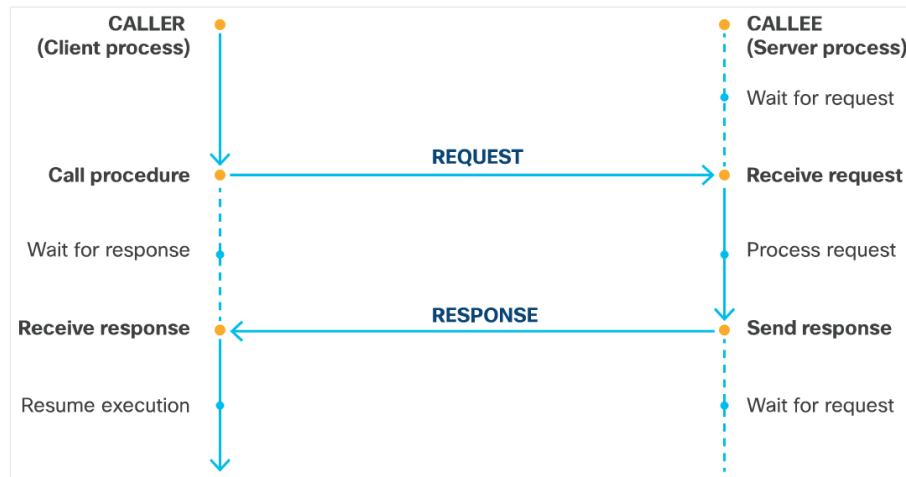 CALLER
(Client process)
CALLEE
(Server process)
Wait for request
REQUEST
Call procedure
Receive request
Wait for response
Process request
RESPONSE
Receive response
Send response
Resume execution
Wait for request